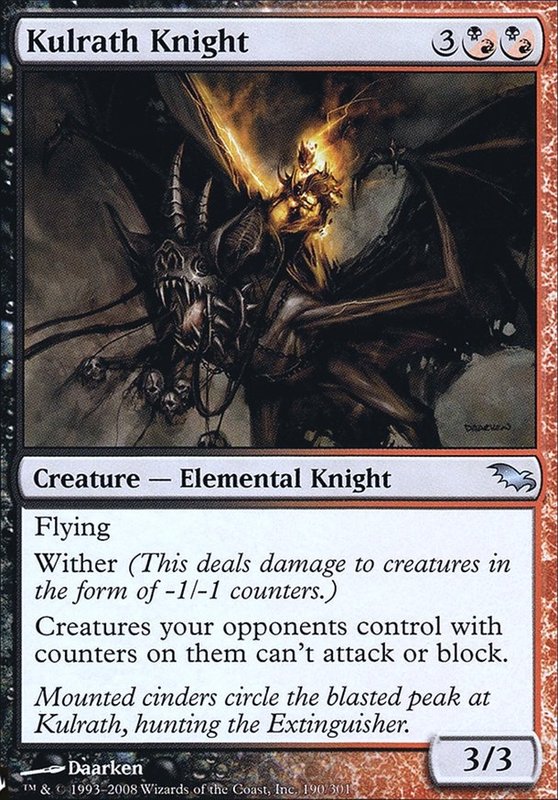 Kulrath Knight 3
DAARKEN
Creature — Elemental Knight
Flying
Wither (This deals damage to creatures in
the form of -1/-1 counters.)
Creatures your opponents control with
counters on them can't attack or block.
Mounted cinders circle the blasted peak at
Kulrath, hunting the Extinguisher.
3/3
Daarken
™ & © 1993–2008 Wizards of the Coast, Inc. 190/301